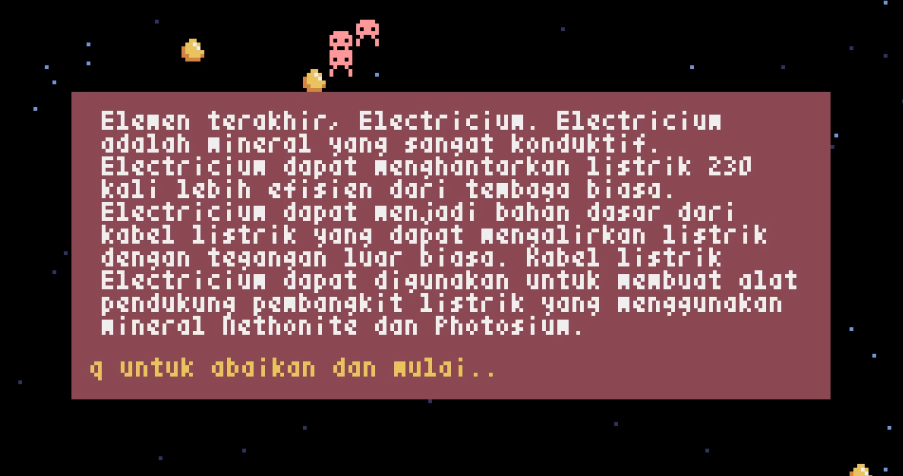 Elemen terakhir, Electricium. Electricium
adalah mineral yang sangat konduktif.
Electricium dapat menghantarkan listrik 230
kali lebih efisien dari tembaga biasa.
Electricium dapat menjadi bahan dasar dari
kabel listrik yang dapat mengalirkan listrik
dengan tegangan luar biasa. Kabel listrik
Electricium dapat digunakan untuk membuat alat
pendukung pembangkit listrik yang menggunakan
mineral Nethonite dan Photosium.
q untuk abaikan dan mulai..